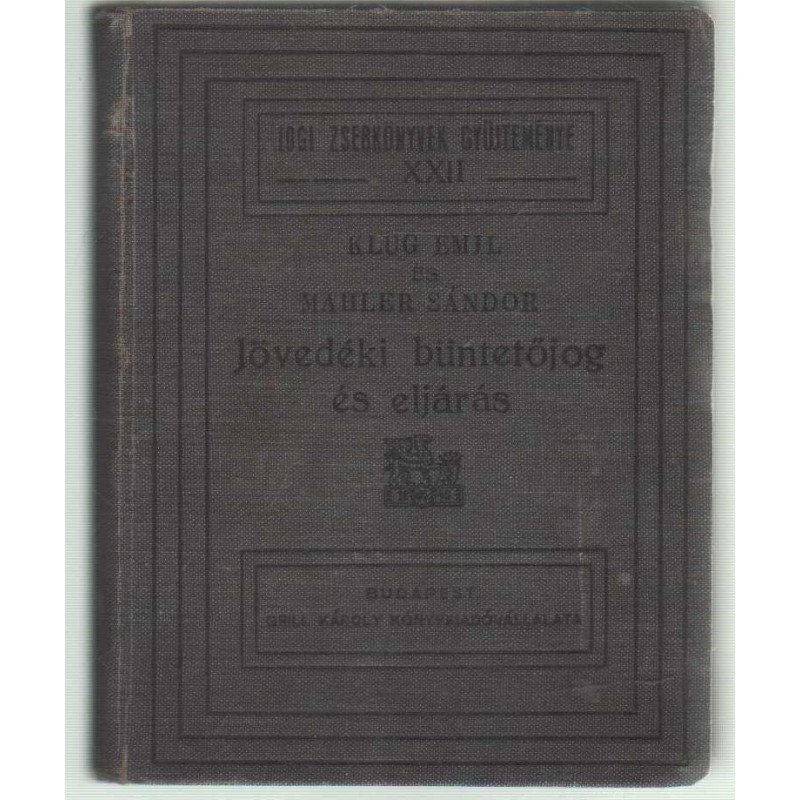 JOGI ZSEBKÖNYVEK GYŰJTEMÉNYE
XXII
KLUG EMIL
ÉS
MAHLER SÁNDOR
Jövedéki büntetőjog
és eljárás
BUDAPEST.
GRILL KÁROLY KÖNYVKIADÓVÁLLALATA